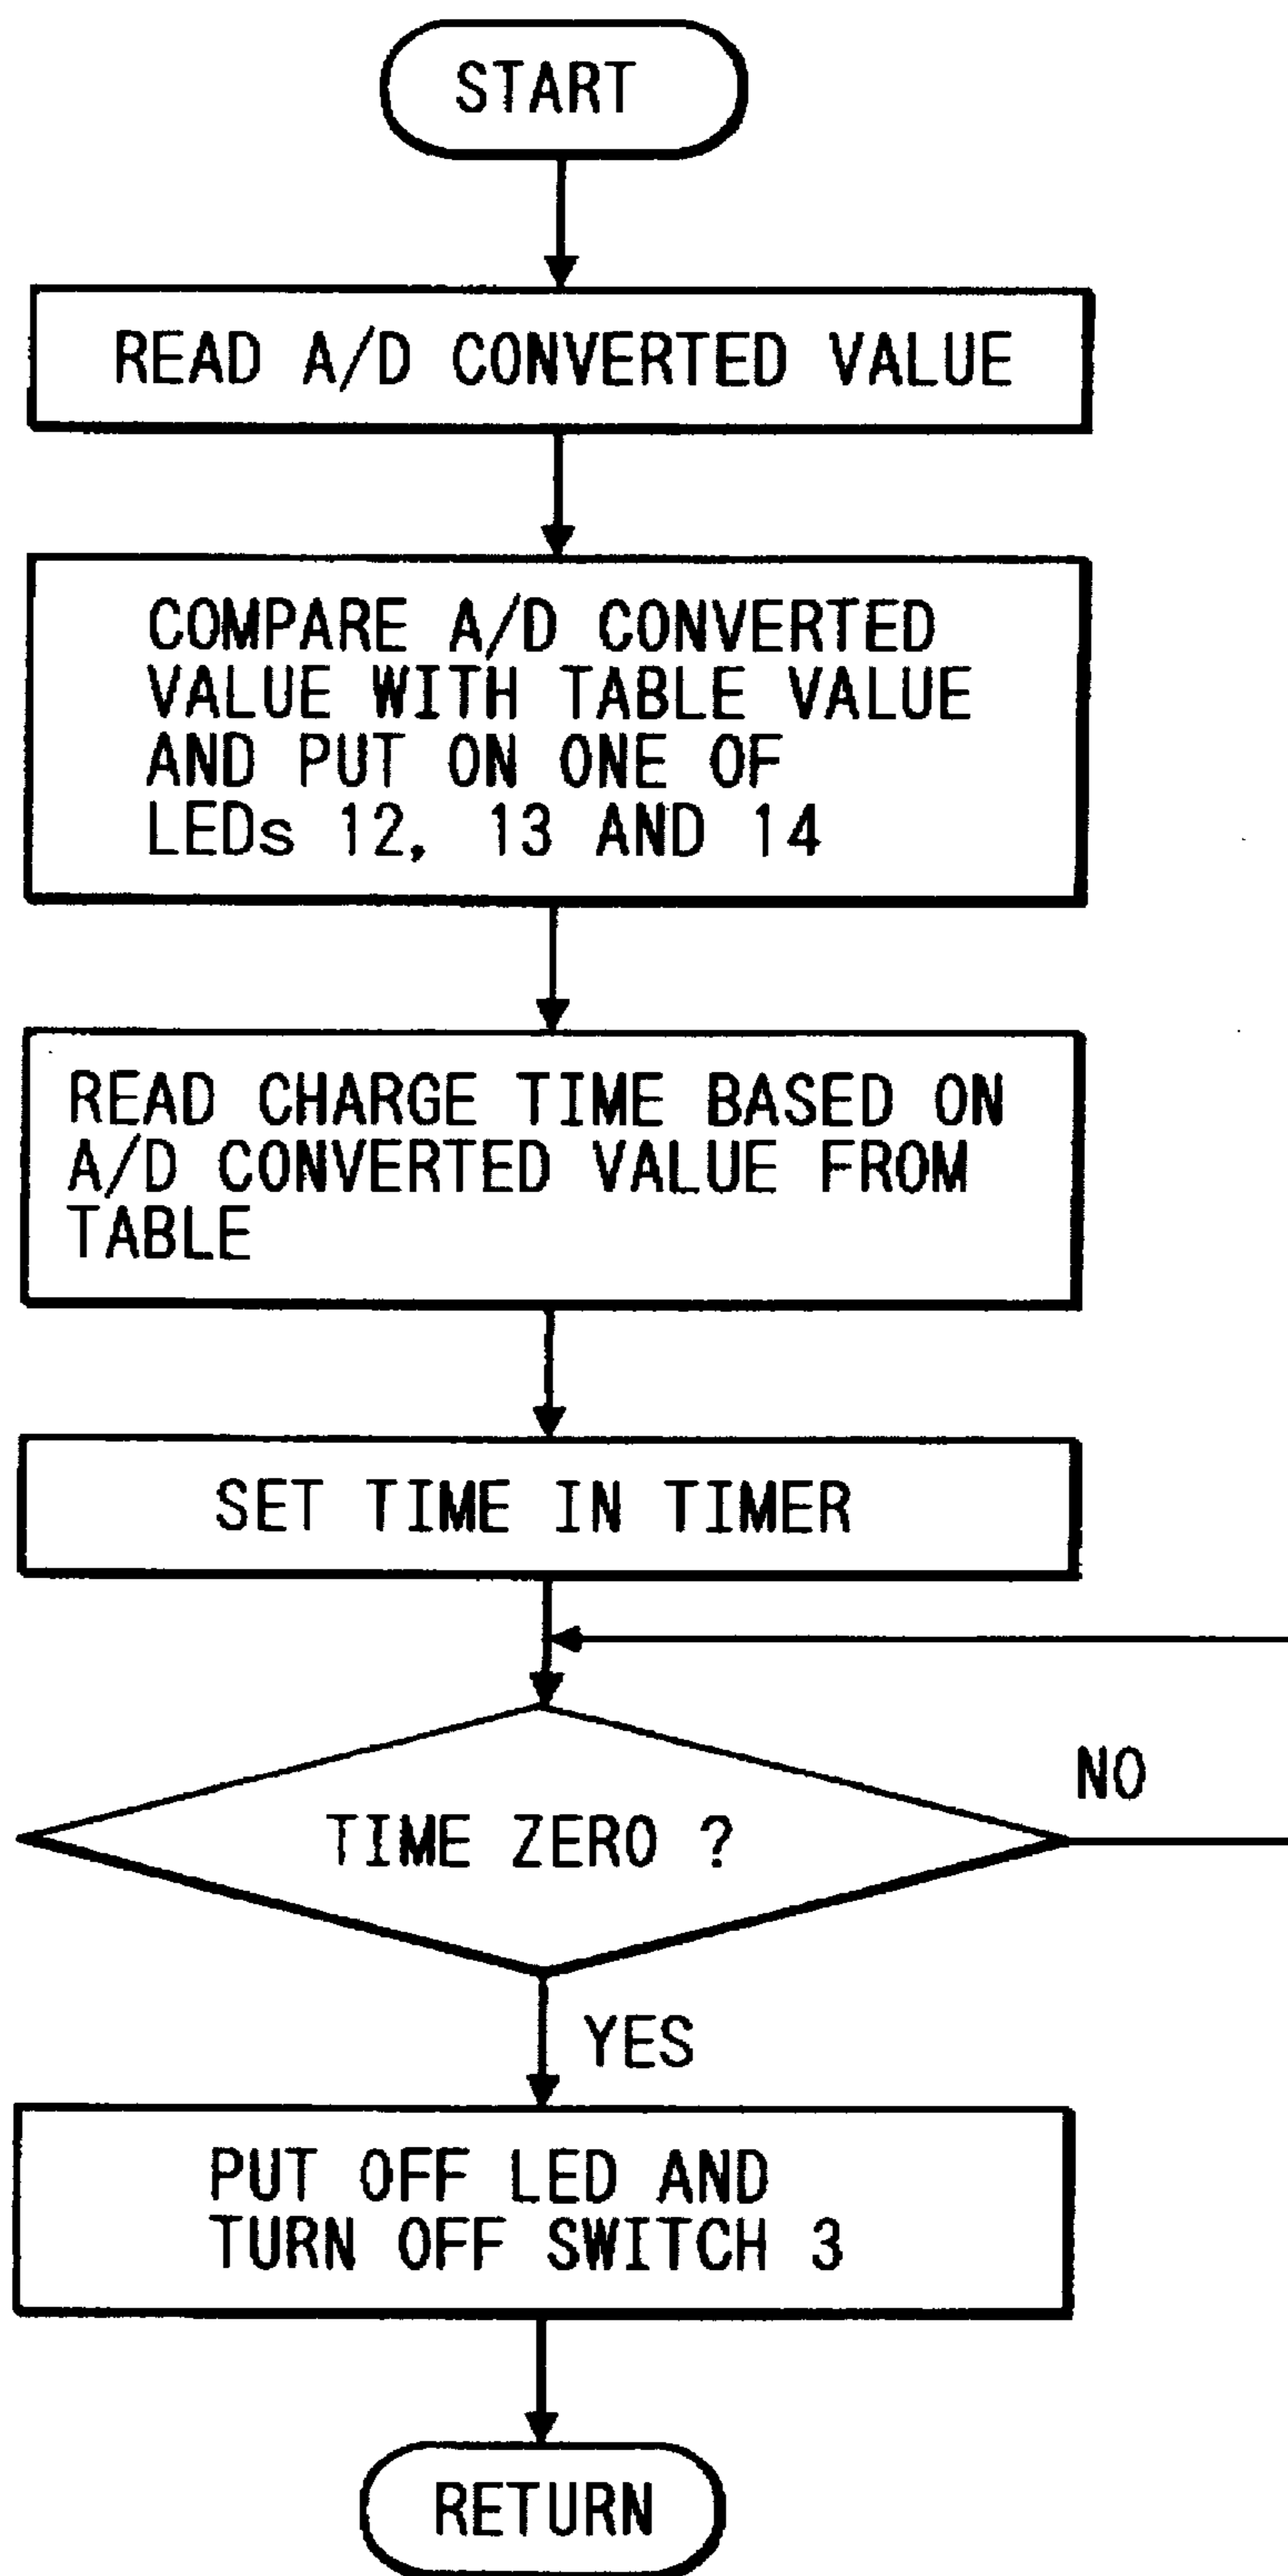 START
READ A/D CONVERTED VALUE
COMPARE A/D CONVERTED
VALUE WITH TABLE VALUE
AND PUT ON ONE OF
LEDs 12, 13 AND 14
READ CHARGE TIME BASED ON
A/D CONVERTED VALUE FROM
TABLE
SET TIME IN TIMER
TIME ZERO ?
NO
YES
PUT OFF LED AND
TURN OFF SWITCH 3
RETURN